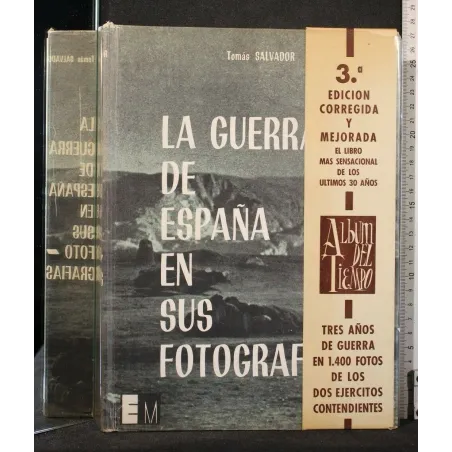 Tomás SALVADOR
LA GUERRA
DE
ESPAÑA
EN
SUS
FOTOGRAF
EM
3.ª
EDICION
CORREGIDA
Y
MEJORADA
EL LIBRO
MAS SENSACIONAL
DE LOS
ULTIMOS 30 AÑOS
ALBUM
DEL
TIEMPO
TRES AÑOS
DE GUERRA
EN 1.400 FOTOS
DE LOS
DOS EJERCITOS
CONTENDIENTES
Tomás SALVADOR
LA
GUERRA
DE
ESPAÑA
EN
SUS
FOTO-
GRAFIAS